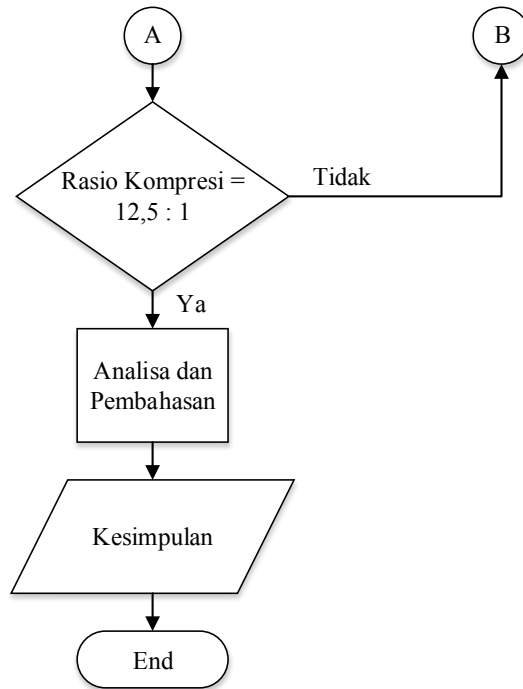 A
B
Rasio Kompresi =
12,5 : 1
Tidak
Ya
Analisa dan
Pembahasan
Kesimpulan
End